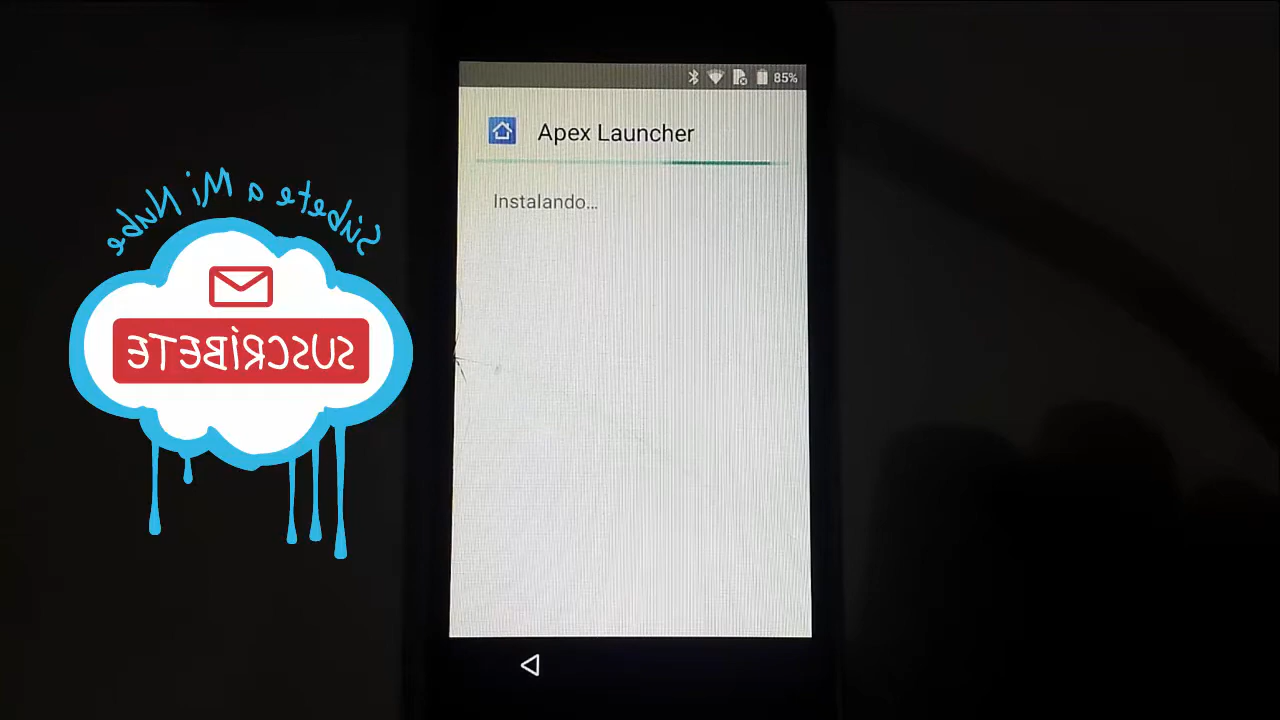 Súbete a Mi Nube
SUSCRÍBETE
85%
Apex Launcher
Instalando...